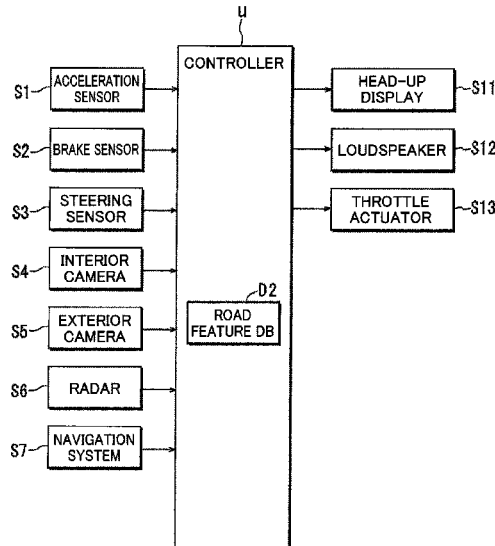 u
CONTROLLER
S1
ACCELERATION
SENSOR
S2
BRAKE SENSOR
S3
STEERING
SENSOR
S4
INTERIOR
CAMERA
S5
EXTERIOR
CAMERA
S6
RADAR
S7
NAVIGATION
SYSTEM
D2
ROAD
FEATURE DB
HEAD-UP
DISPLAY
S11
LOUDSPEAKER
S12
THROTTLE
ACTUATOR
S13